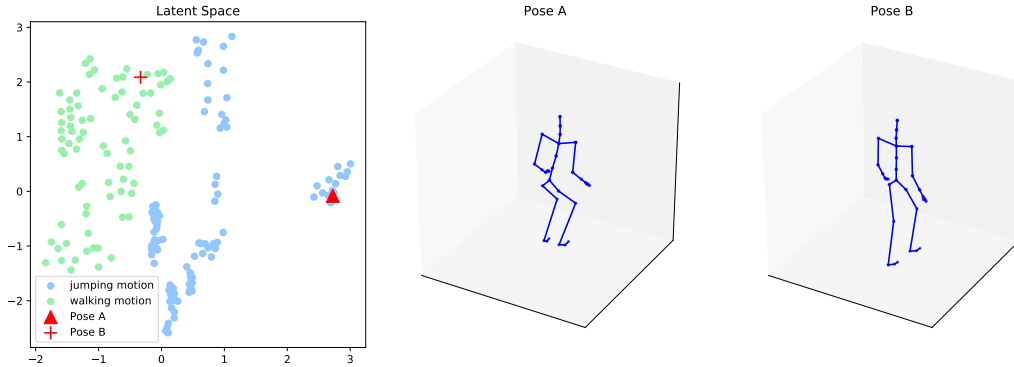 Latent Space
Pose A
Pose B
3
2
1
0
−1
−2
−2
−1
0
1
2
3
jumping motion
walking motion
Pose A
Pose B